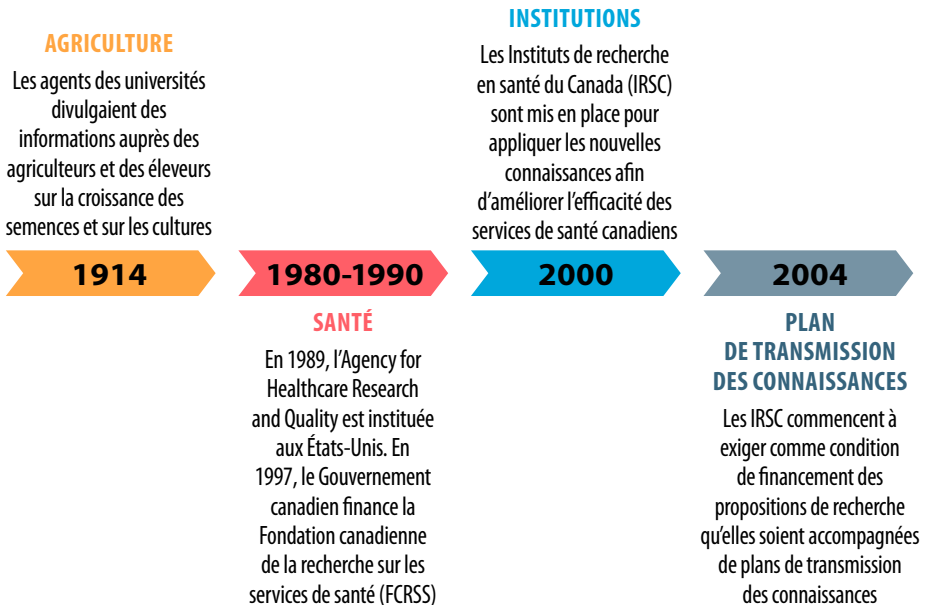 AGRICULTURE
Les agents des universités
divulgaient des
informations auprès des
agriculteurs et des éleveurs
sur la croissance des
semences et sur les cultures
1914
1980-1990
SANTÉ
En 1989, l’Agency for
Healthcare Research
and Quality est instituée
aux États-Unis. En
1997, le Gouvernement
canadien finance la
Fondation canadienne
de la recherche sur les
services de santé (FCRSS)
INSTITUTIONS
Les Instituts de recherche
en santé du Canada (IRSC)
sont mis en place pour
appliquer les nouvelles
connaissances afin
d’améliorer l’efficacité des
services de santé canadiens
2000
2004
PLAN
DE TRANSMISSION
DES CONNAISSANCES
Les IRSC commencent à
exiger comme condition
de financement des
propositions de recherche
qu’elles soient accompagnées
de plans de transmission
des connaissances